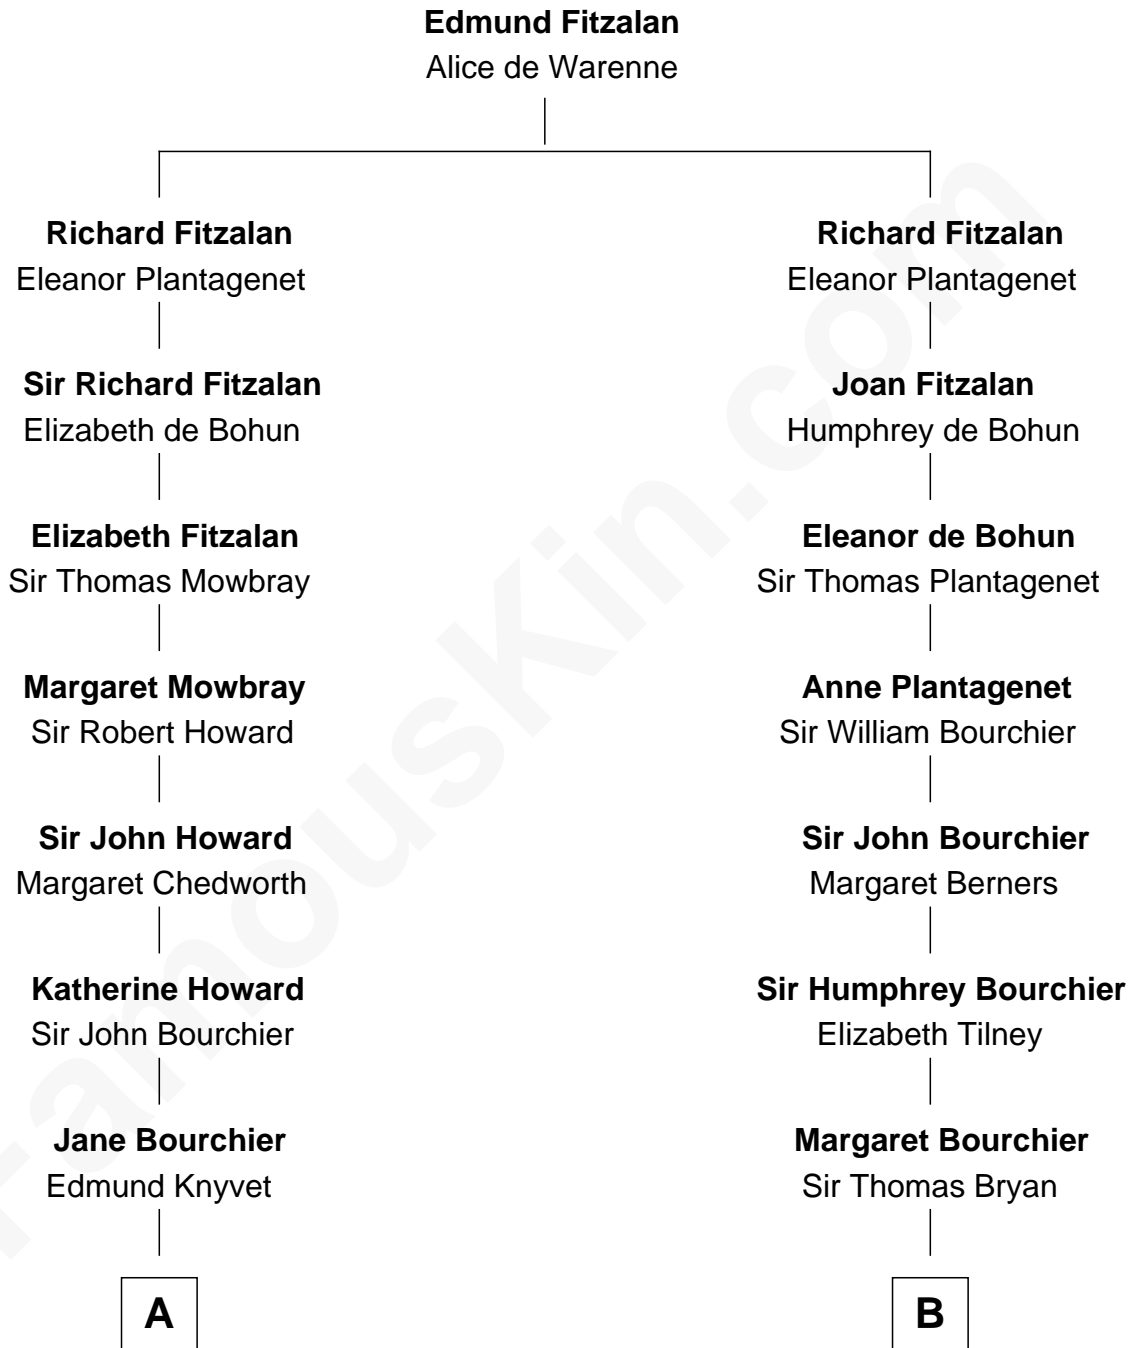 Edmund Fitzalan
Alice de Warenne
Richard Fitzalan
Eleanor Plantagenet
Richard Fitzalan
Eleanor Plantagenet
Sir Richard Fitzalan
Elizabeth de Bohun
Joan Fitzalan
Humphrey de Bohun
Elizabeth Fitzalan
Sir Thomas Mowbray
Eleanor de Bohun
Sir Thomas Plantagenet
Margaret Mowbray
Sir Robert Howard
Anne Plantagenet
Sir William Bourchier
Sir John Howard
Margaret Chedworth
Sir John Bourchier
Margaret Berners
Katherine Howard
Sir John Bourchier
Sir Humphrey Bourchier
Elizabeth Tilney
Jane Bourchier
Edmund Knyvet
Margaret Bourchier
Sir Thomas Bryan
A
B
FamousKin.com